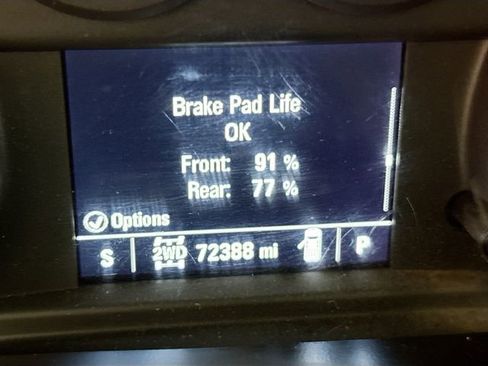 Brake Pad Life
OK
Front: 91 %
Rear: 77 %
Options
S 2WD 72388 mi P